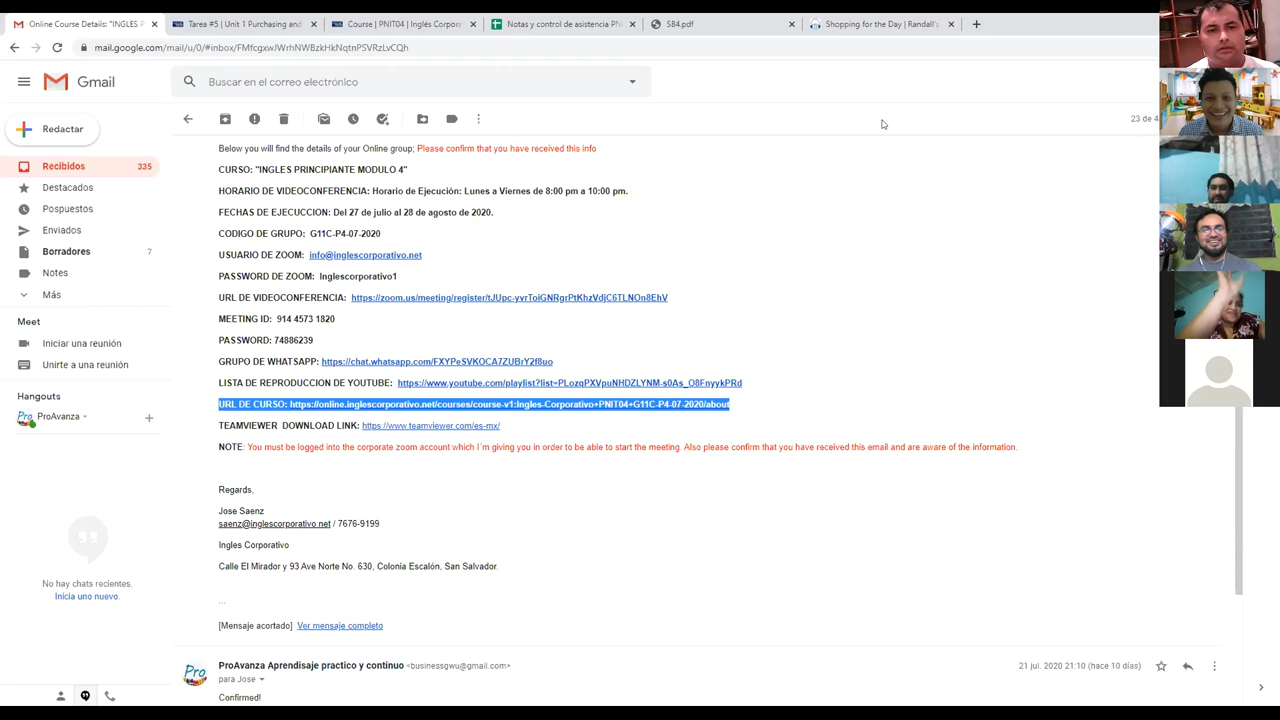 Online Course Details: "INGLES P
Tarea #5 | Unit 1 Purchasing and
Course | PNIT04 | Inglés Corpor
Notas y control de asistencia PN
S84.pdf
Shopping for the Day | Randall's
mail.google.com/mail/u/0/#inbox/FMfcgxwJWrhNWBzkHkNqtnPSVRzLvCQh
Gmail
Buscar en el correo electrónico
Redactar
23 de 4
Recibidos 335
Destacados
Pospuestos
Enviados
Borradores 7
Notes
Más
Meet
Iniciar una reunión
Unirte a una reunión
Hangouts
Pro ProAvanza
No hay chats recientes.
Inicia uno nuevo.
Below you will find the details of your Online group; Please confirm that you have received this info
CURSO: "INGLES PRINCIPIANTE MODULO 4"
HORARIO DE VIDEOCONFERENCIA: Horario de Ejecución: Lunes a Viernes de 8:00 pm a 10:00 pm.
FECHAS DE EJECUCCION: Del 27 de julio al 28 de agosto de 2020.
CODIGO DE GRUPO: G11C-P4-07-2020
USUARIO DE ZOOM: info@inglescorporativo.net
PASSWORD DE ZOOM: Inglescorporativo1
URL DE VIDEOCONFERENCIA: https://zoom.us/meeting/register/tJUpc-yvrToiGNRgrPtKhzVdjC6TLNOn8EhV
MEETING ID: 914 4573 1820
PASSWORD: 74886239
GRUPO DE WHATSAPP: https://chat.whatsapp.com/FXYPeSVKOCA7ZUBrY2f8uo
LISTA DE REPRODUCCION DE YOUTUBE: https://www.youtube.com/playlist?list=PLozqPXVpuNHDZLYNM-s0As_O8FnyykPRd
URL DE CURSO: https://online.inglescorporativo.net/courses/course-v1:Ingles-Corporativo+PNIT04+G11C-P4-07-2020/about
TEAMVIEWER DOWNLOAD LINK: https://www.teamviewer.com/es-mx/
NOTE: You must be logged into the corporate zoom account which I´m giving you in order to be able to start the meeting. Also please confirm that you have received this email and are aware of the information.
Regards,
Jose Saenz
saenz@inglescorporativo.net / 7676-9199
Ingles Corporativo
Calle El Mirador y 93 Ave Norte No. 630, Colonia Escalón, San Salvador.
...
[Mensaje acortado] Ver mensaje completo
Pro ProAvanza Aprendisaje practico y continuo <businessgwu@gmail.com>
21 jul. 2020 21:10 (hace 10 días)
para Jose
Confirmed!